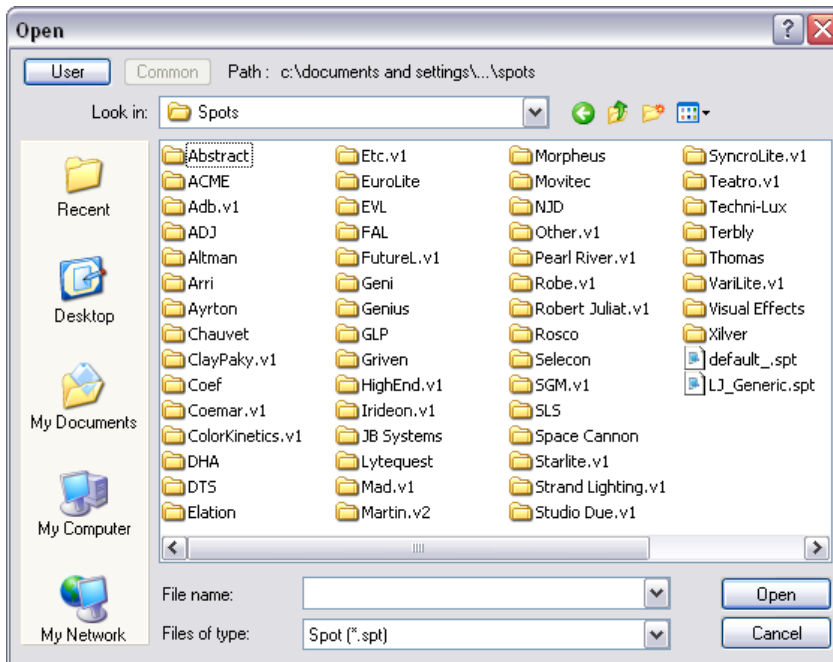 Open
User Common Path : c:\documents and settings\...\spots
Look in: Spots
Recent
Desktop
My Documents
My Computer
My Network
Abstract
ACME
Adb.v1
ADJ
Altman
Arri
Ayrton
Chauvet
ClayPaky.v1
Coef
Coemar.v1
ColorKinetics.v1
DHA
DTS
Elation
Etc.v1
EuroLite
EVL
FAL
FutureL.v1
Geni
Genius
GLP
Griven
HighEnd.v1
Irideon.v1
JB Systems
Lytequest
Mad.v1
Martin.v2
Morpheus
Movitec
NJD
Other.v1
Pearl River.v1
Robe.v1
Robert Juliat.v1
Rosco
Selecon
SGM.v1
SLS
Space Cannon
Starlite.v1
Strand Lighting.v1
Studio Due.v1
SyncroLite.v1
Teatro.v1
Techni-Lux
Terbly
Thomas
VariLite.v1
Visual Effects
Xilver
default_.spt
LJ_Generic.spt
File name:
Open
Files of type: Spot (*.spt)
Cancel